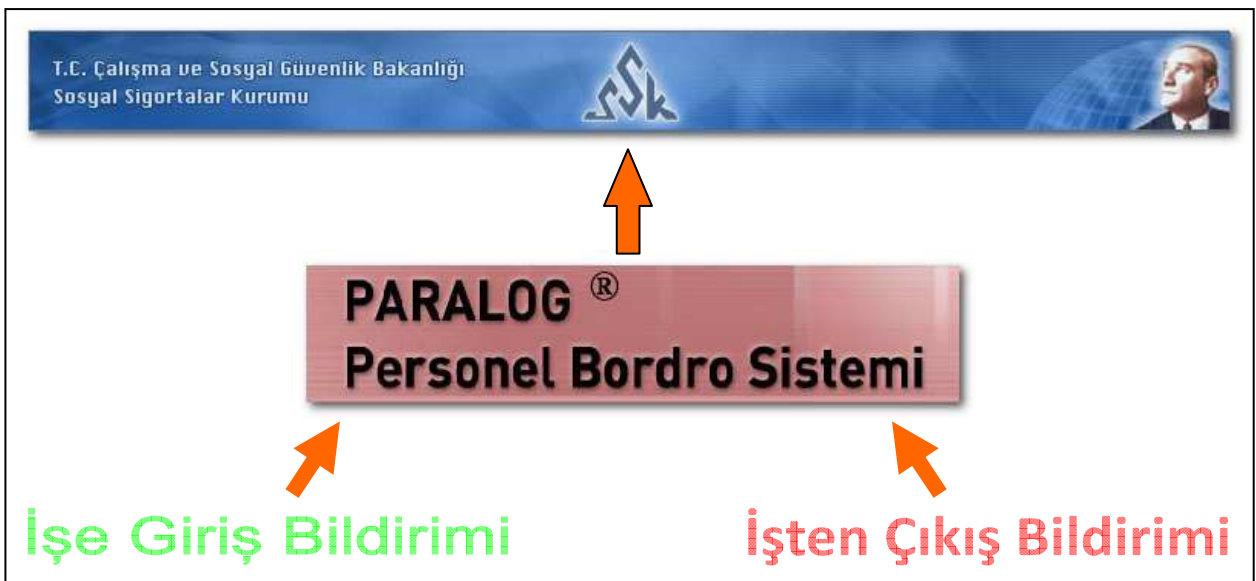 T.C. Çalışma ve Sosyal Güvenlik Bakanlığı
Sosyal Sigortalar Kurumu
SSk
PARALOG ®
Personel Bordro Sistemi
İşe Giriş Bildirimi
İşten Çıkış Bildirimi